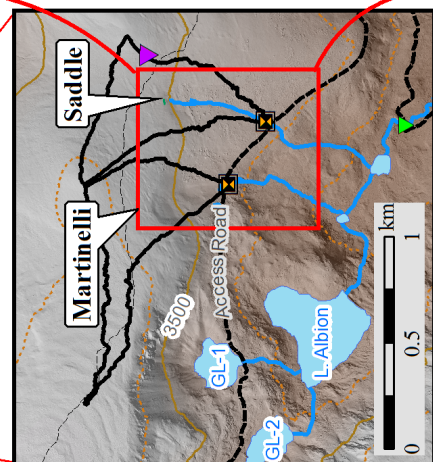 Saddle
Martinelli
3500
Access Road
GL-1
L. Albion
GL-2
0 0.5 1
km